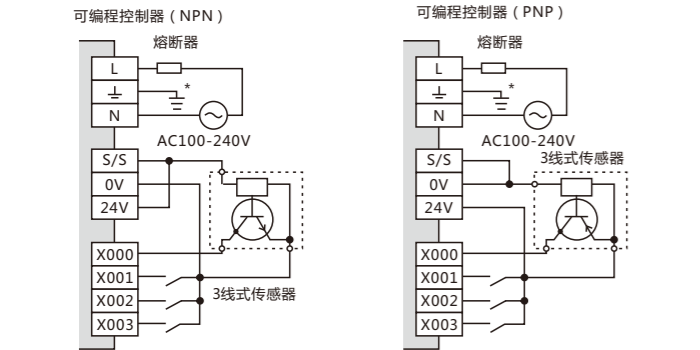 可编程控制器（NPN）
熔断器
L
*
N
AC100-240V
S/S
0V
24V
X000
X001
X002
X003
3线式传感器
可编程控制器（PNP）
熔断器
L
*
N
AC100-240V
3线式传感器
S/S
0V
24V
X000
X001
X002
X003